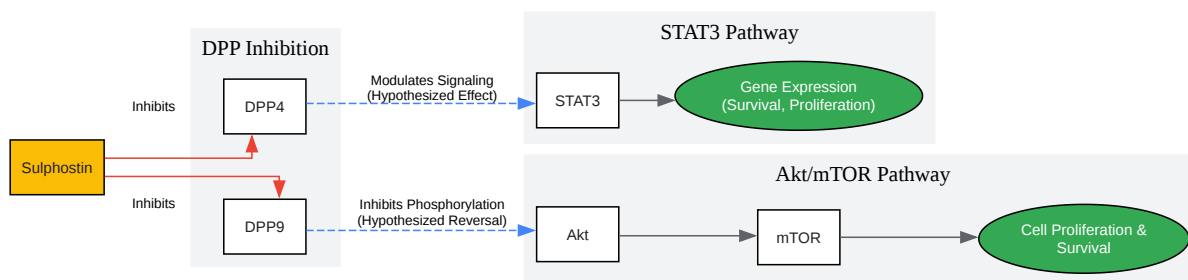 STAT3 Pathway
DPP Inhibition
Modulates Signaling
(Hypothesized Effect)
Gene Expression
(Survival, Proliferation)
Inhibits
DPP4
STAT3
Sulphostin
Akt/mTOR Pathway
Inhibits
DPP9
Inhibits Phosphorylation
(Hypothesized Reversal)
Akt
mTOR
Cell Proliferation &
Survival